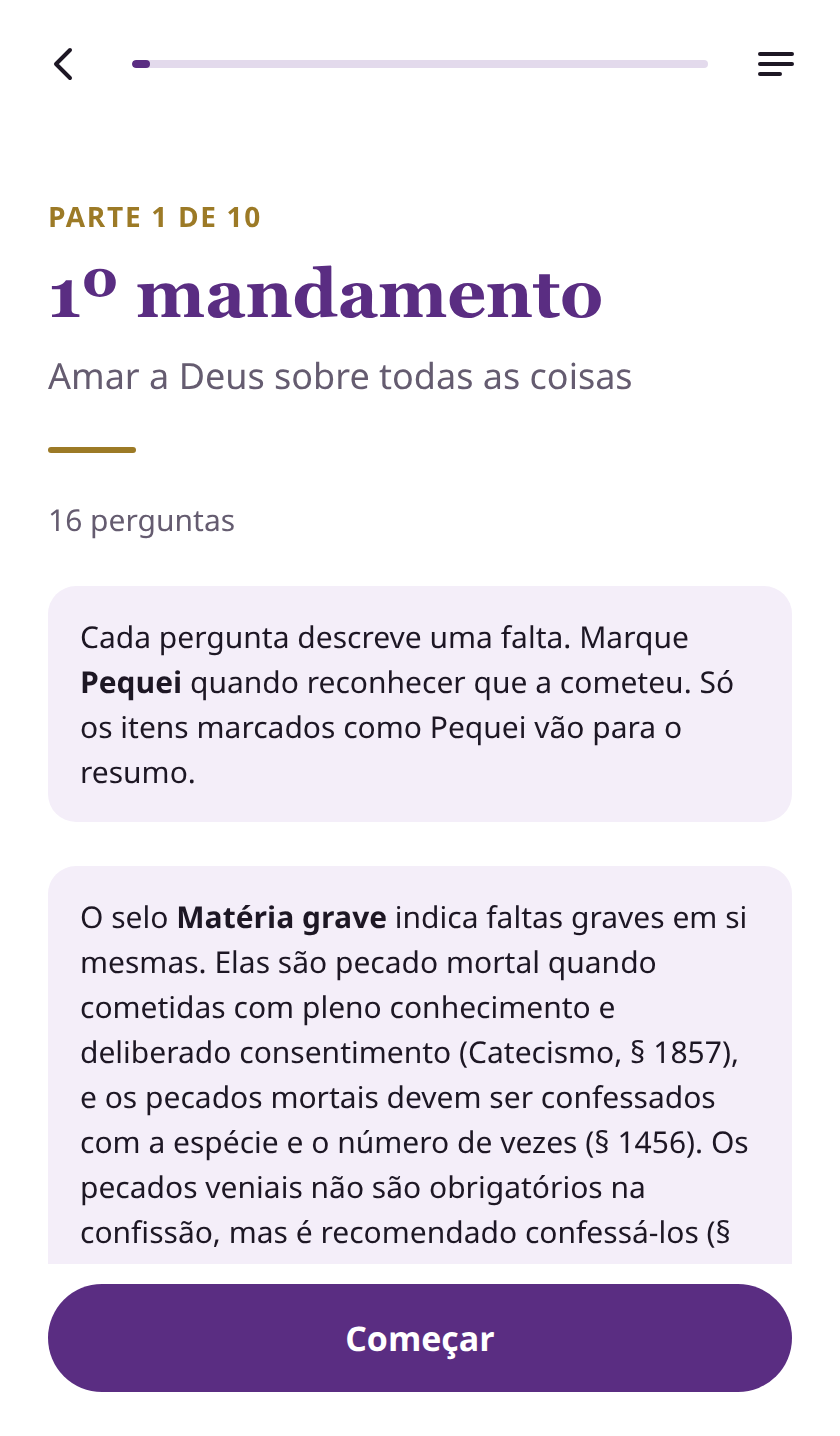 PARTE 1 DE 10
1º mandamento
Amar a Deus sobre todas as coisas
16 perguntas
Cada pergunta descreve uma falta. Marque
Pequei quando reconhecer que a cometeu. Só
os itens marcados como Pequei vão para o
resumo.
O selo Matéria grave indica faltas graves em si
mesmas. Elas são pecado mortal quando
cometidas com pleno conhecimento e
deliberado consentimento (Catecismo, § 1857),
e os pecados mortais devem ser confessados
com a espécie e o número de vezes (§ 1456). Os
pecados veniais não são obrigatórios na
confissão, mas é recomendado confessá-los (§
Começar